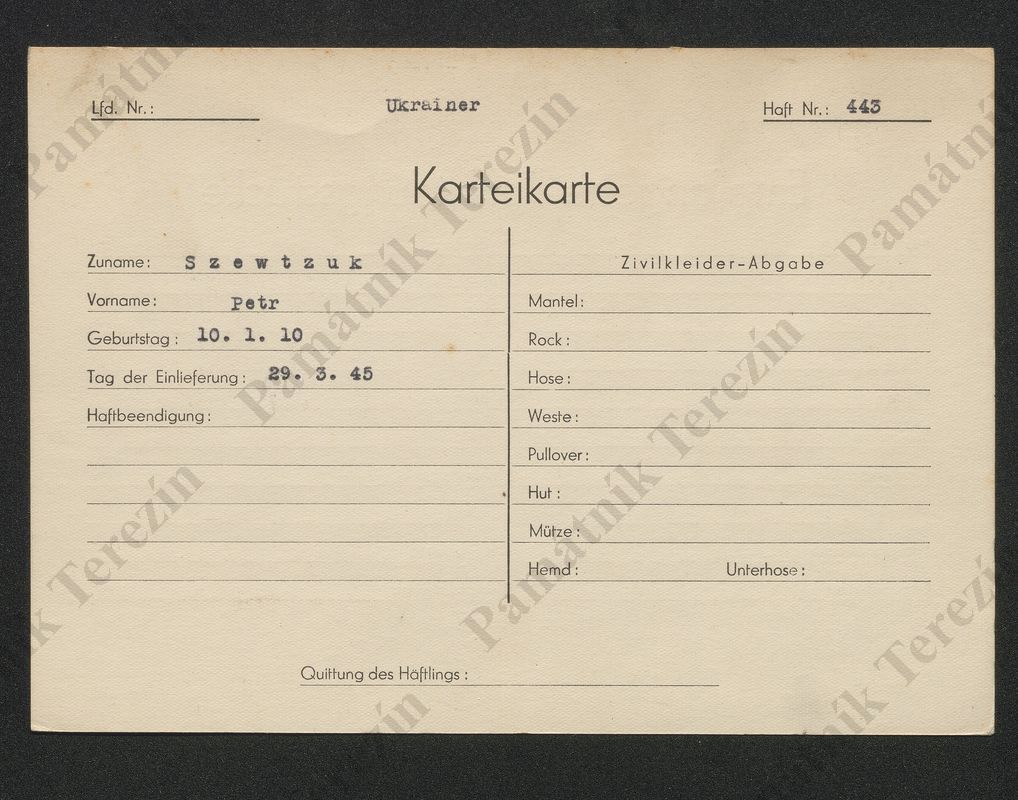 Lfd. Nr.: Ukrainer Haft Nr.: 443
Karteikarte
Zuname: Szewtzuk
Vorname: Petr
Geburtstag: 10. 1. 10
Tag der Einlieferung: 29. 3. 45
Haftbeendigung:
Zivilkleider-Abgabe
Mantel:
Rock:
Hose:
Weste:
Pullover:
Hut:
Mütze:
Hemd: Unterhose:
Quittung des Häftlings:
Památník Terezín